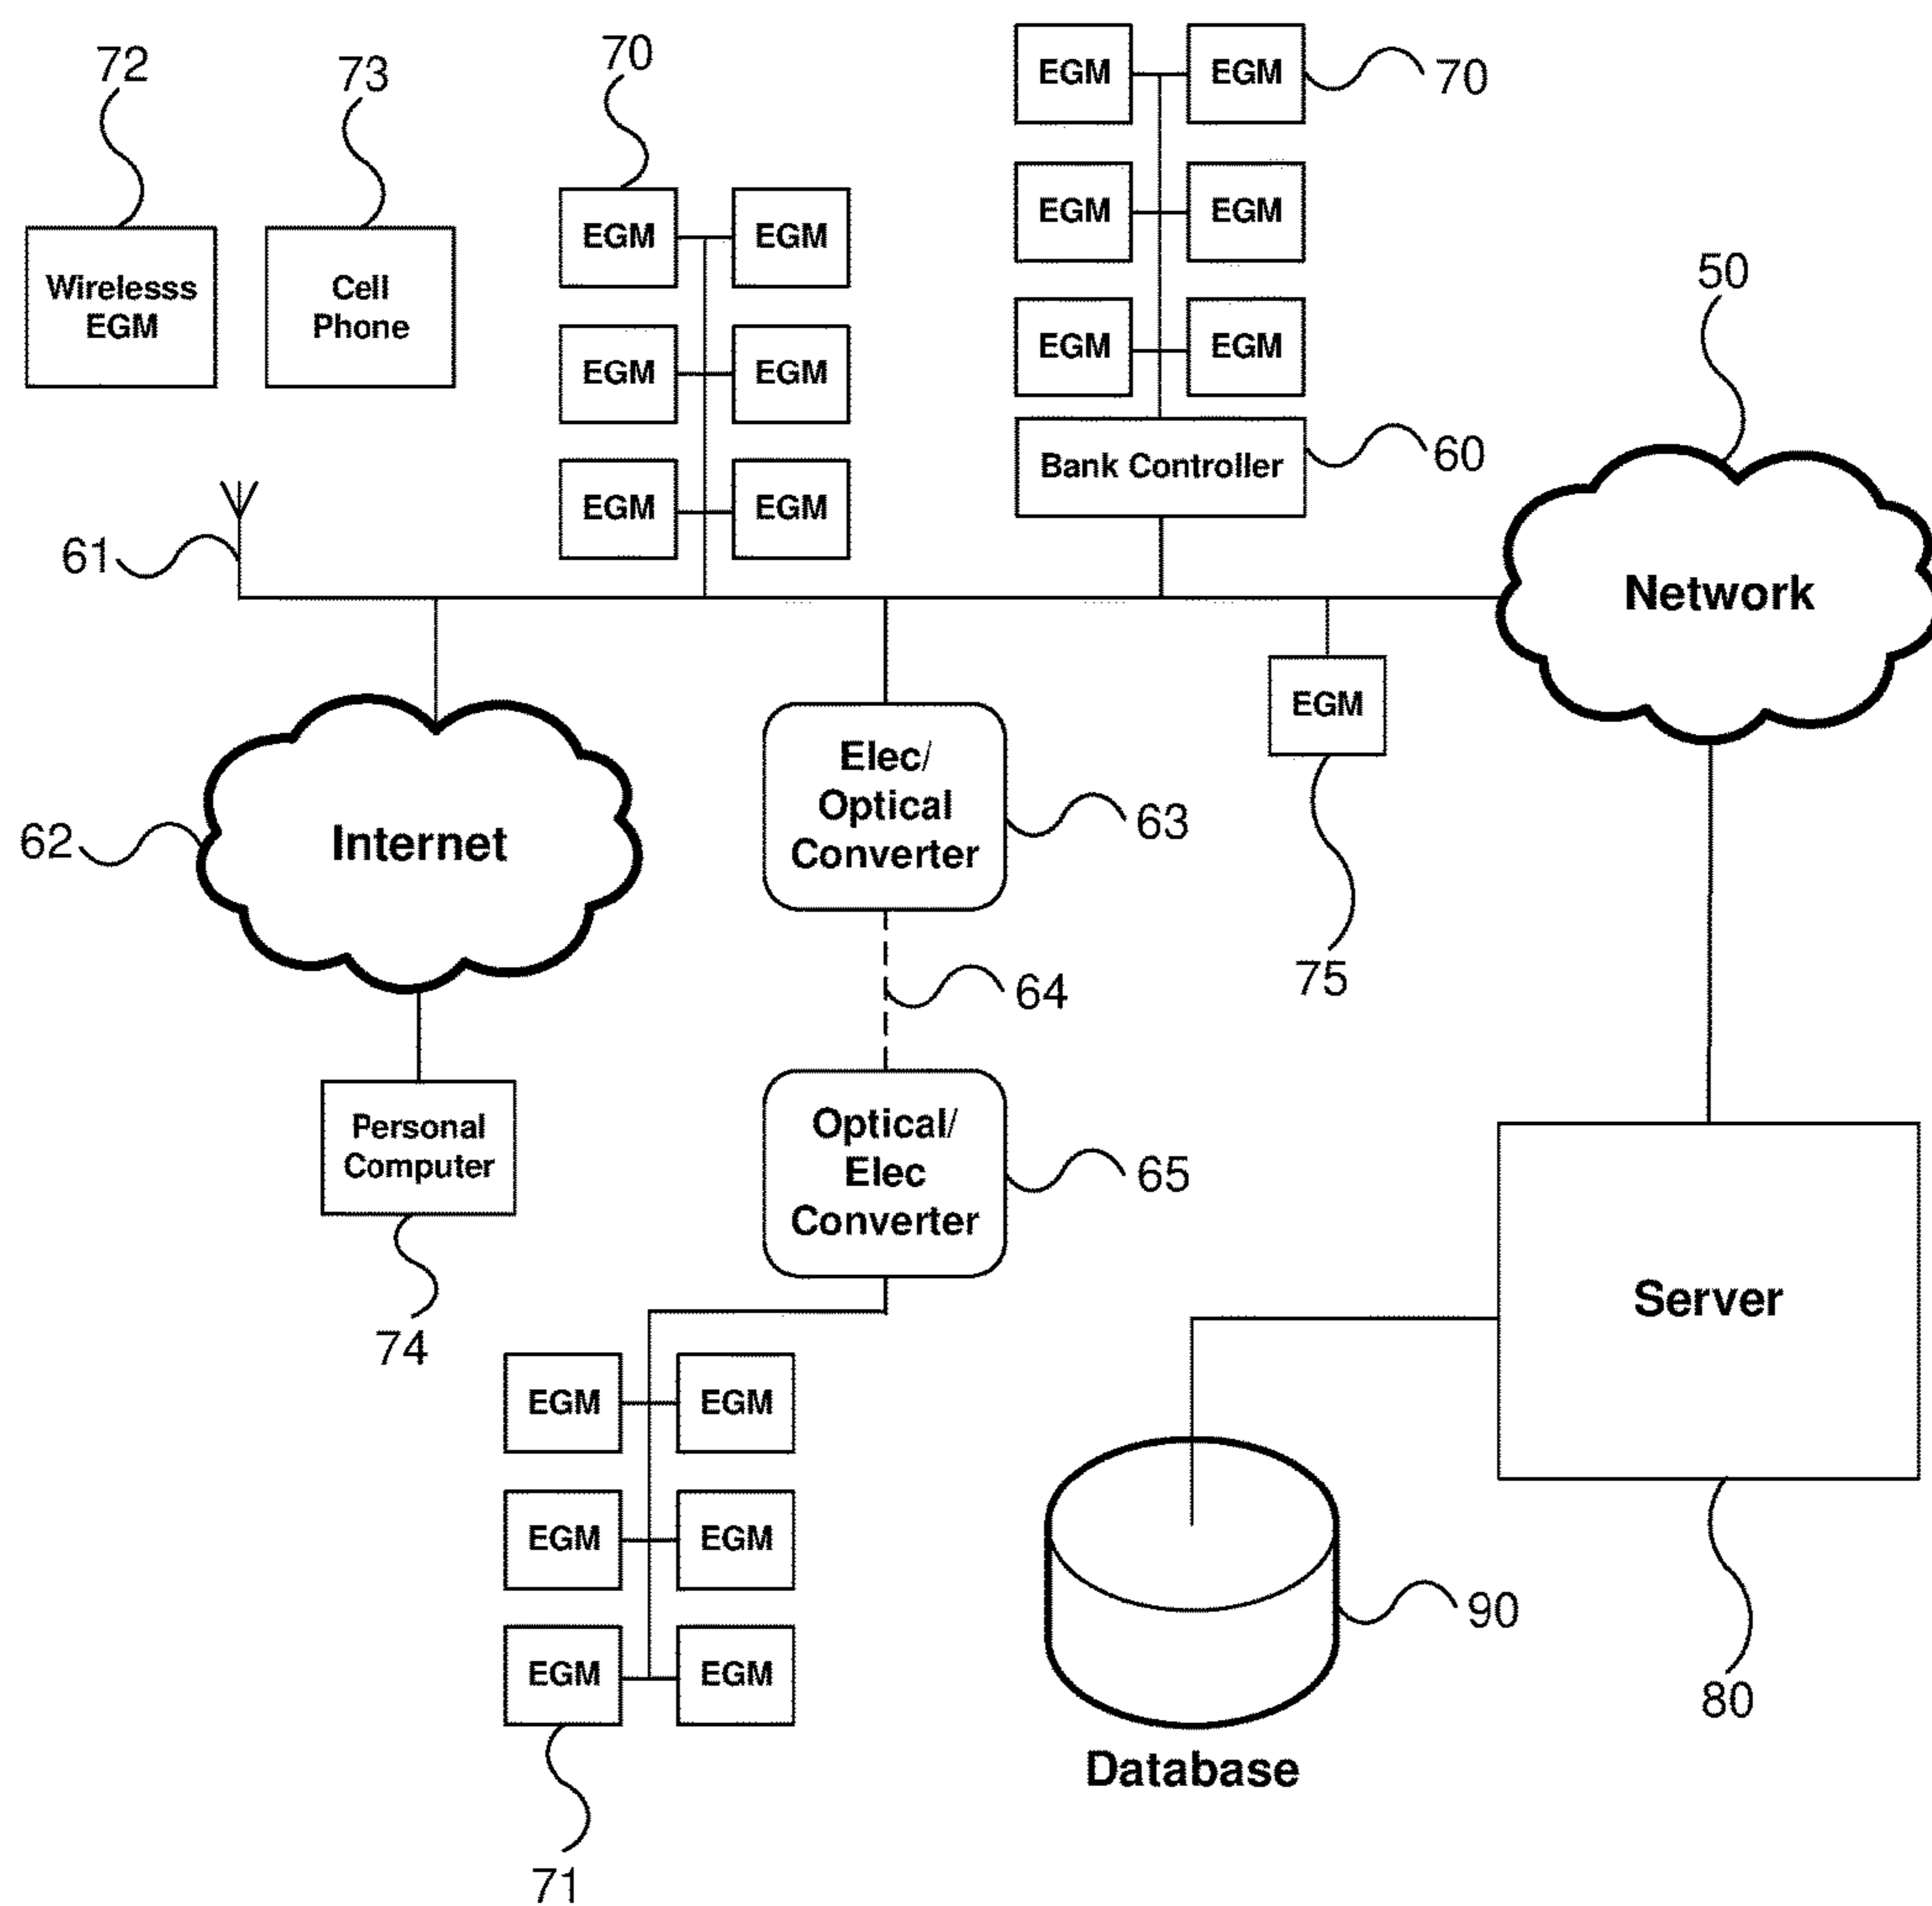 72
73
70
EGM EGM
70
EGM EGM
EGM EGM
EGM EGM
Wirelesss
EGM
Cell
Phone
50
EGM EGM
EGM EGM
60
Bank Controller
EGM EGM
61
Network
EGM
Elec/
Optical
Converter
63
Internet
62
75
64
Personal
Computer
Optical/
Elec
Converter
65
74
Server
EGM EGM
EGM EGM
90
EGM EGM
80
Database
71